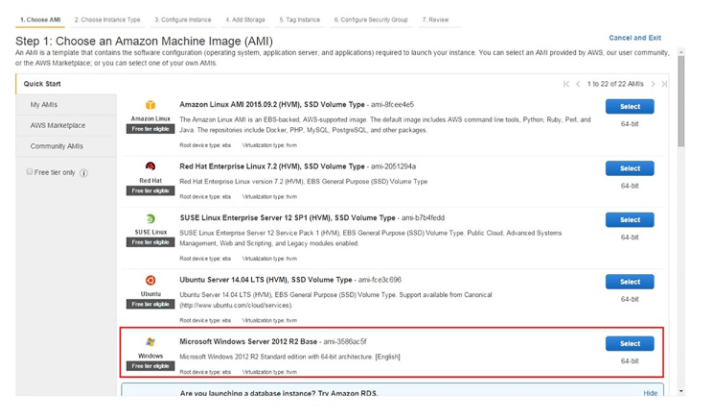 1. Choose AMI 2. Choose Instance Type 3. Configure Instance 4. Add Storage 5. Tag Instance 6. Configure Security Group 7. Review
Step 1: Choose an Amazon Machine Image (AMI)
Cancel and Exit
An AMI is a template that contains the software configuration (operating system, application server, and applications) required to launch your instance. You can select an AMI provided by AWS, our user community,
or the AWS Marketplace; or you can select one of your own AMIs.
Quick Start
1 to 22 of 22 AMIs
My AMIs
AWS Marketplace
Community AMIs
Free tier only
Amazon Linux
Free tier eligible
Amazon Linux AMI 2015.09.2 (HVM), SSD Volume Type - ami-8fcee4e5
The Amazon Linux AMI is an EBS-backed, AWS-supported image. The default image includes AWS command line tools, Python, Ruby, Perl, and
Java. The repositories include Docker, PHP, MySQL, PostgreSQL, and other packages.
Root device type: ebs Virtualization type: hvm
Select
64-bit
Red Hat
Free tier eligible
Red Hat Enterprise Linux 7.2 (HVM), SSD Volume Type - ami-2051294a
Red Hat Enterprise Linux version 7.2 (HVM), EBS General Purpose (SSD) Volume Type
Root device type: ebs Virtualization type: hvm
Select
64-bit
SUSE Linux
Free tier eligible
SUSE Linux Enterprise Server 12 SP1 (HVM), SSD Volume Type - ami-b7b4fedd
SUSE Linux Enterprise Server 12 Service Pack 1 (HVM), EBS General Purpose (SSD) Volume Type. Public Cloud, Advanced Systems
Management, Web and Scripting, and Legacy modules enabled.
Root device type: ebs Virtualization type: hvm
Select
64-bit
Ubuntu
Free tier eligible
Ubuntu Server 14.04 LTS (HVM), SSD Volume Type - ami-fce3c696
Ubuntu Server 14.04 LTS (HVM), EBS General Purpose (SSD) Volume Type. Support available from Canonical
(http://www.ubuntu.com/cloud/services).
Root device type: ebs Virtualization type: hvm
Select
64-bit
Windows
Free tier eligible
Microsoft Windows Server 2012 R2 Base - ami-3586ac5f
Microsoft Windows 2012 R2 Standard edition with 64-bit architecture. [English]
Root device type: ebs Virtualization type: hvm
Select
64-bit
Are you launching a database instance? Try Amazon RDS.
Hide